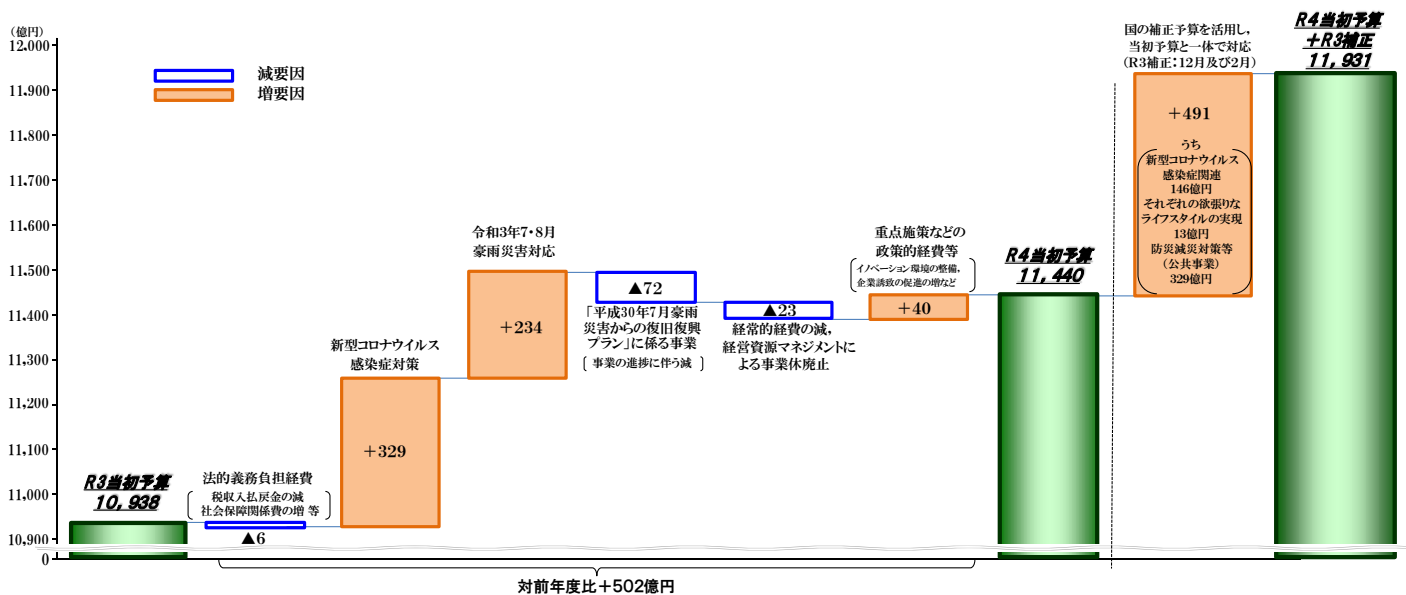 （億円）
12,000
11,900
11,800
11,700
11,600
11,500
11,400
11,300
11,200
11,100
11,000
10,900
0
減要因
増要因
R3当初予算
10,938
法的義務負担経費
税収入払戻金の減
社会保障関係費の増 等
▲6
新型コロナウイルス
感染症対策
+329
令和3年7・8月
豪雨災害対応
+234
▲72
「平成30年7月豪雨
災害からの復旧復興
プラン」に係る事業
事業の進捗に伴う減
▲23
経常的経費の減，
経営資源マネジメントに
よる事業休廃止
重点施策などの
政策的経費等
イノベーション環境の整備，
企業誘致の促進の増など
+40
R4当初予算
11,440
国の補正予算を活用し，
当初予算と一体で対応
（R3補正：12月及び2月）
+491
うち
新型コロナウイルス
感染症関連
146億円
それぞれの欲張りな
ライフスタイルの実現
13億円
防災減災対策等
（公共事業）
329億円
R4当初予算
+R3補正
11,931
対前年度比+502億円